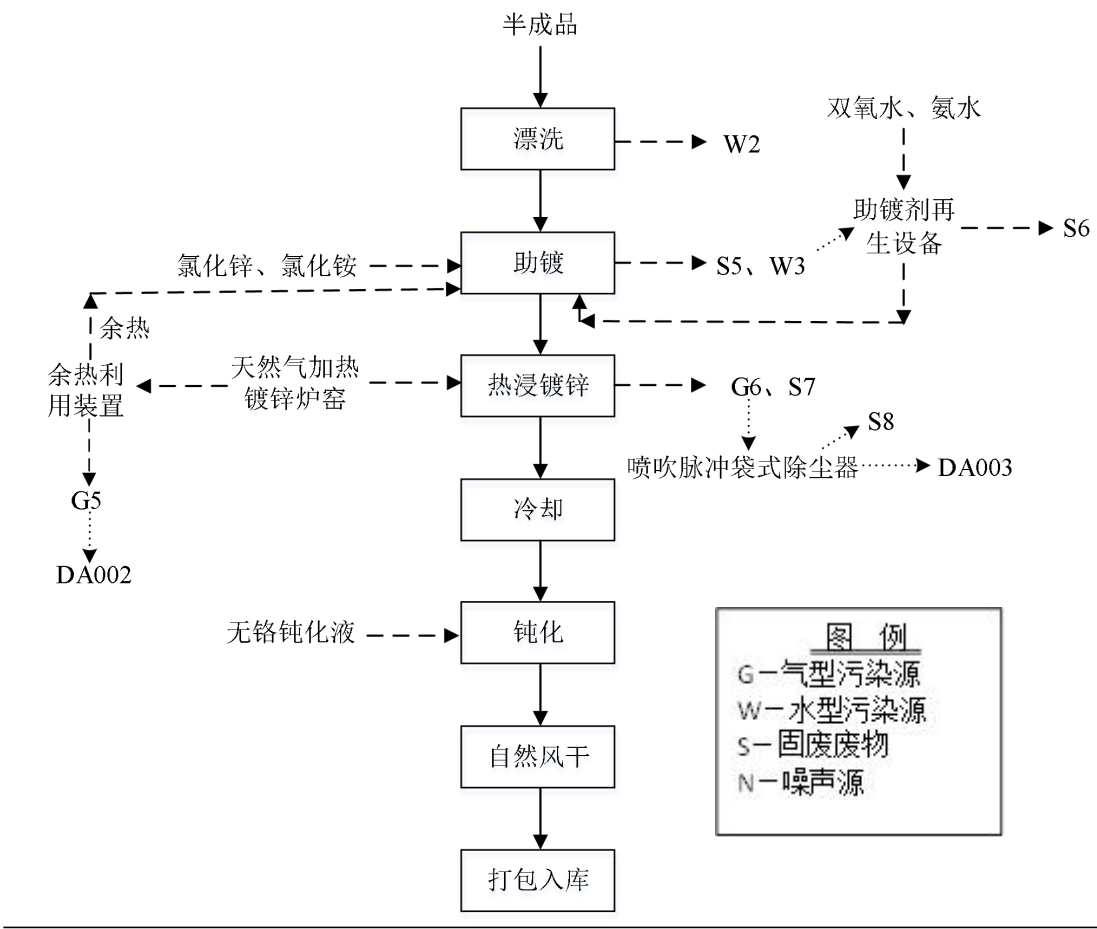 半成品
漂洗
W2
双氧水、氨水
助镀剂再
生设备
S6
氯化锌、氯化铵
助镀
S5、W3
余热
余热利
用装置
天然气加热
镀锌炉窑
热浸镀锌
G6、S7
S8
喷吹脉冲袋式除尘器
DA003
G5
DA002
冷却
无铬钝化液
钝化
自然风干
打包入库
图 例
G－气型污染源
W－水型污染源
S－固废废物
N－噪声源